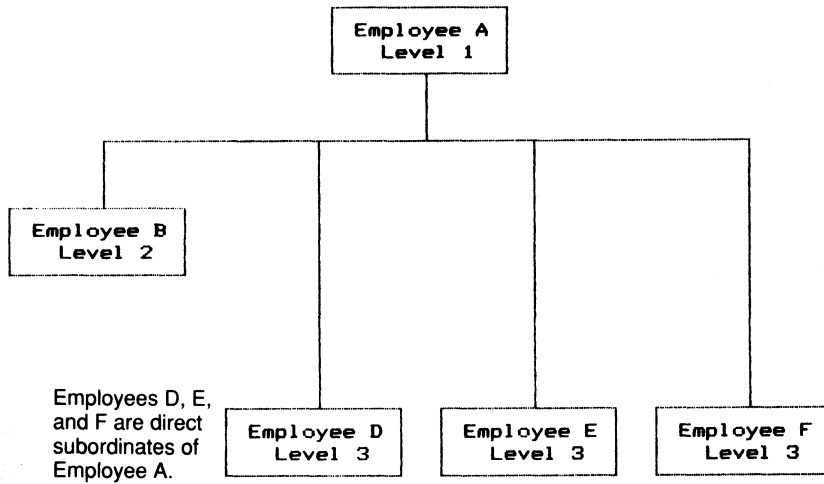 Employee A
Level 1
Employee B
Level 2
Employees D, E,
and F are direct
subordinates of
Employee A.
Employee D
Level 3
Employee E
Level 3
Employee F
Level 3